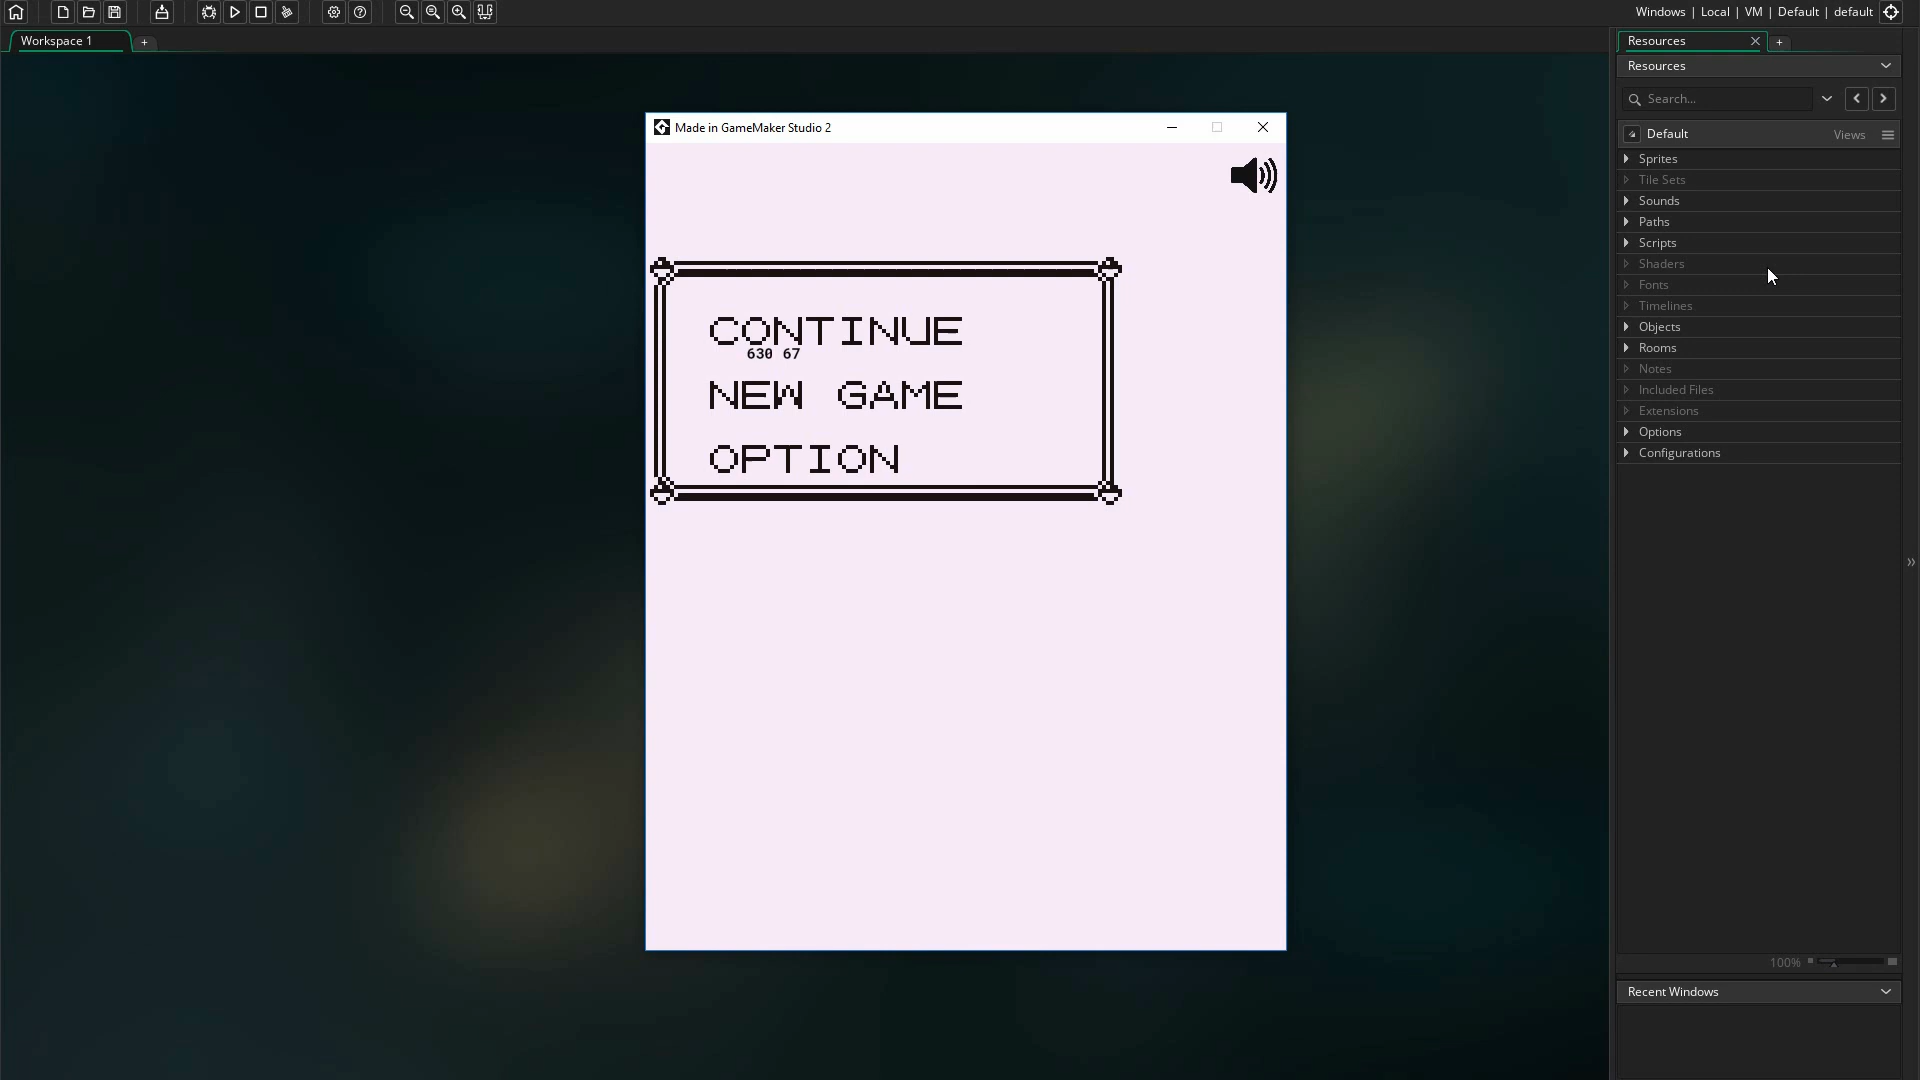 Windows | Local | VM | Default | default
Workspace 1
+
Resources
+
Resources
Search...
Default Views
Sprites
Tile Sets
Sounds
Paths
Scripts
Shaders
Fonts
Timelines
Objects
Rooms
Notes
Included Files
Extensions
Options
Configurations
100%
Recent Windows
Made in GameMaker Studio 2
CONTINUE
630 67
NEW GAME
OPTION